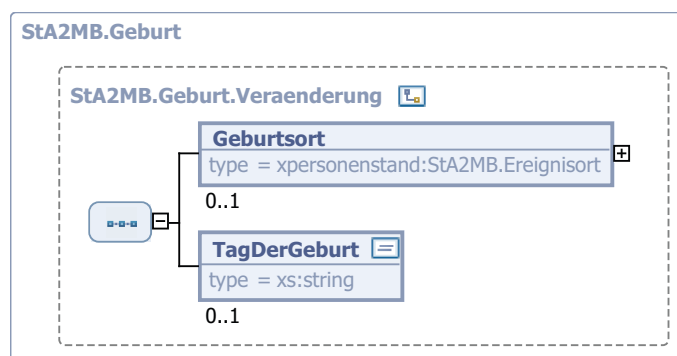 StA2MB.Geburt
StA2MB.Geburt.Veraenderung
Geburtsort
type = xpersonenstand:StA2MB.Ereignisort
0..1
TagDerGeburt
type = xs:string
0..1